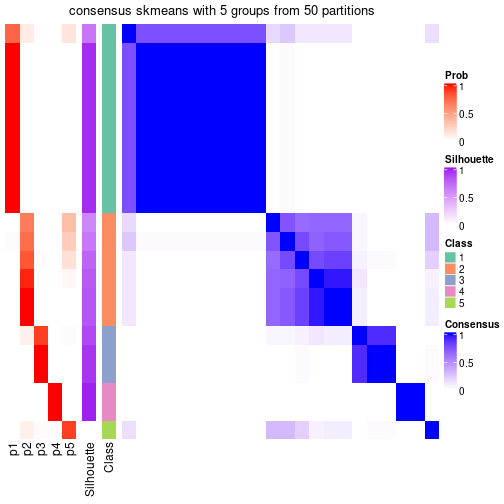 consensus skmeans with 5 groups from 50 partitions
Prob
1
0.5
0
Silhouette
1
0.5
0
Class
1
2
3
4
5
Consensus
1
0.5
0
p1
p2
p3
p4
p5
Silhouette
Class